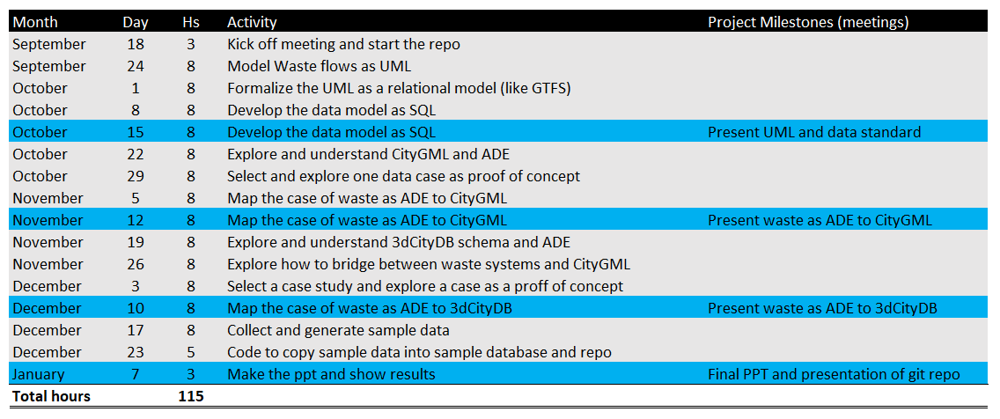 Month Day Hs Activity Project Milestones (meetings)
September 18 3 Kick off meeting and start the repo
September 24 8 Model Waste flows as UML
October 1 8 Formalize the UML as a relational model (like GTFS)
October 8 8 Develop the data model as SQL
October 15 8 Develop the data model as SQL Present UML and data standard
October 22 8 Explore and understand CityGML and ADE
October 29 8 Select and explore one data case as proof of concept
November 5 8 Map the case of waste as ADE to CityGML
November 12 8 Map the case of waste as ADE to CityGML Present waste as ADE to CityGML
November 19 8 Explore and understand 3dCityDB schema and ADE
November 26 8 Explore how to bridge between waste systems and CityGML
December 3 8 Select a case study and explore a case as a proff of concept
December 10 8 Map the case of waste as ADE to 3dCityDB Present waste as ADE to 3dCityDB
December 17 8 Collect and generate sample data
December 23 5 Code to copy sample data into sample database and repo
January 7 3 Make the ppt and show results Final PPT and presentation of git repo
Total hours 115